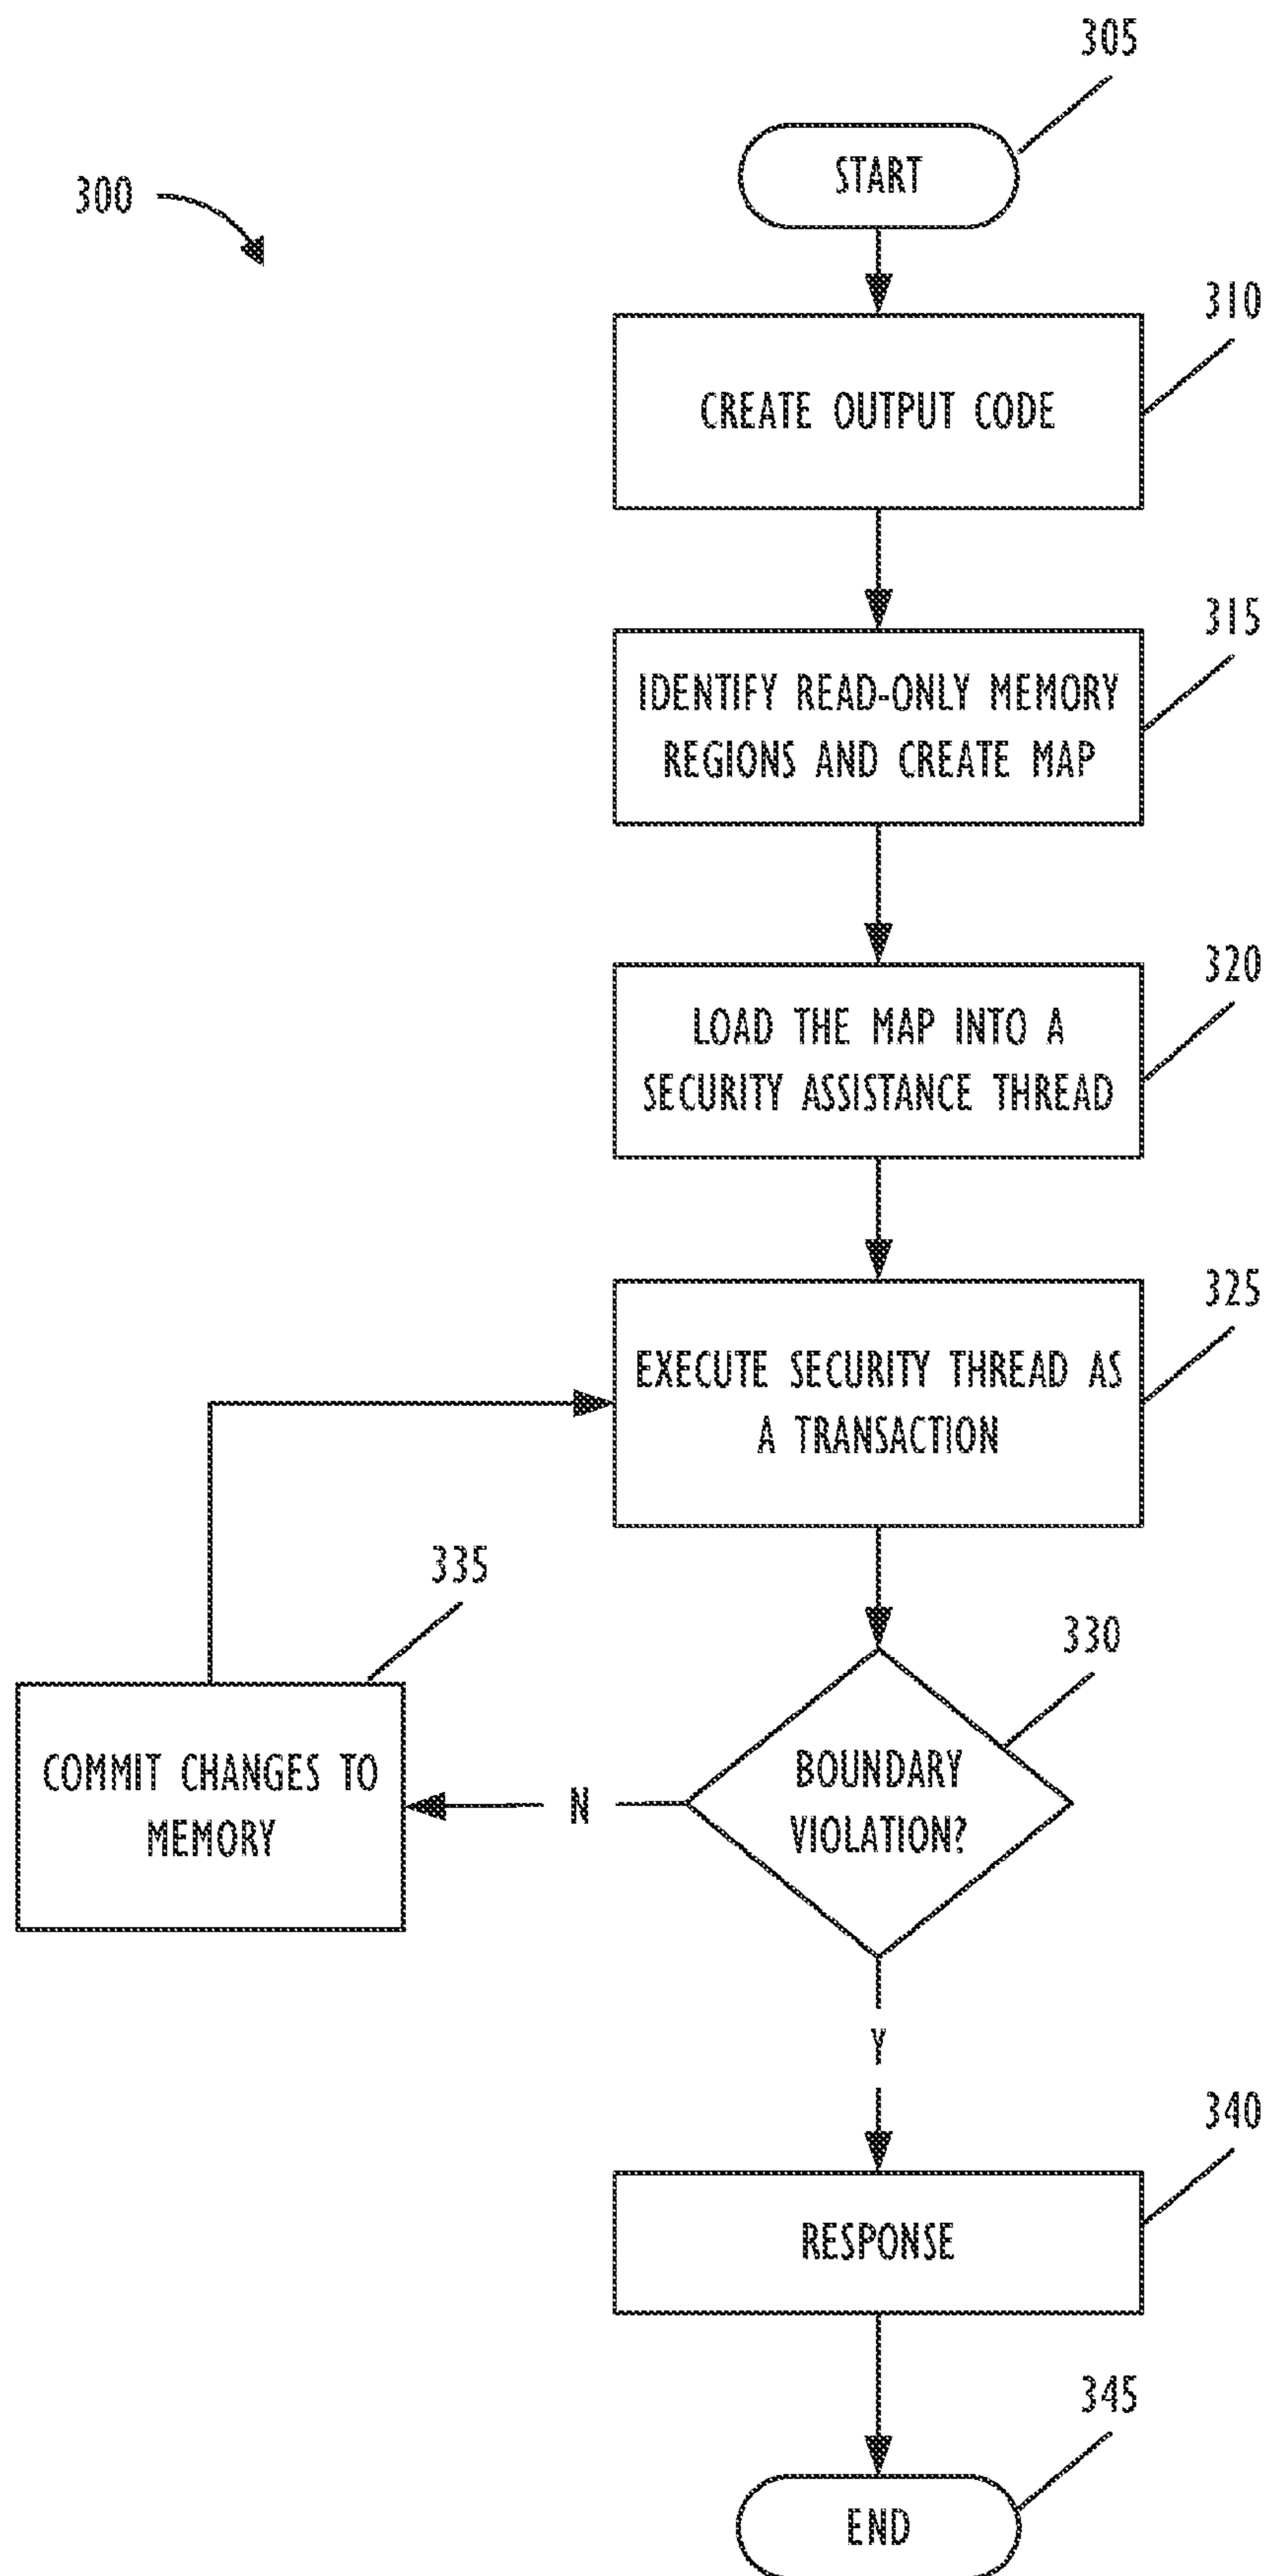 305
START
300
310
CREATE OUTPUT CODE
315
IDENTIFY READ-ONLY MEMORY
REGIONS AND CREATE MAP
320
LOAD THE MAP INTO A
SECURITY ASSISTANCE THREAD
325
EXECUTE SECURITY THREAD AS
A TRANSACTION
335
330
COMMIT CHANGES TO
MEMORY
N
BOUNDARY
VIOLATION?
Y
340
RESPONSE
345
END